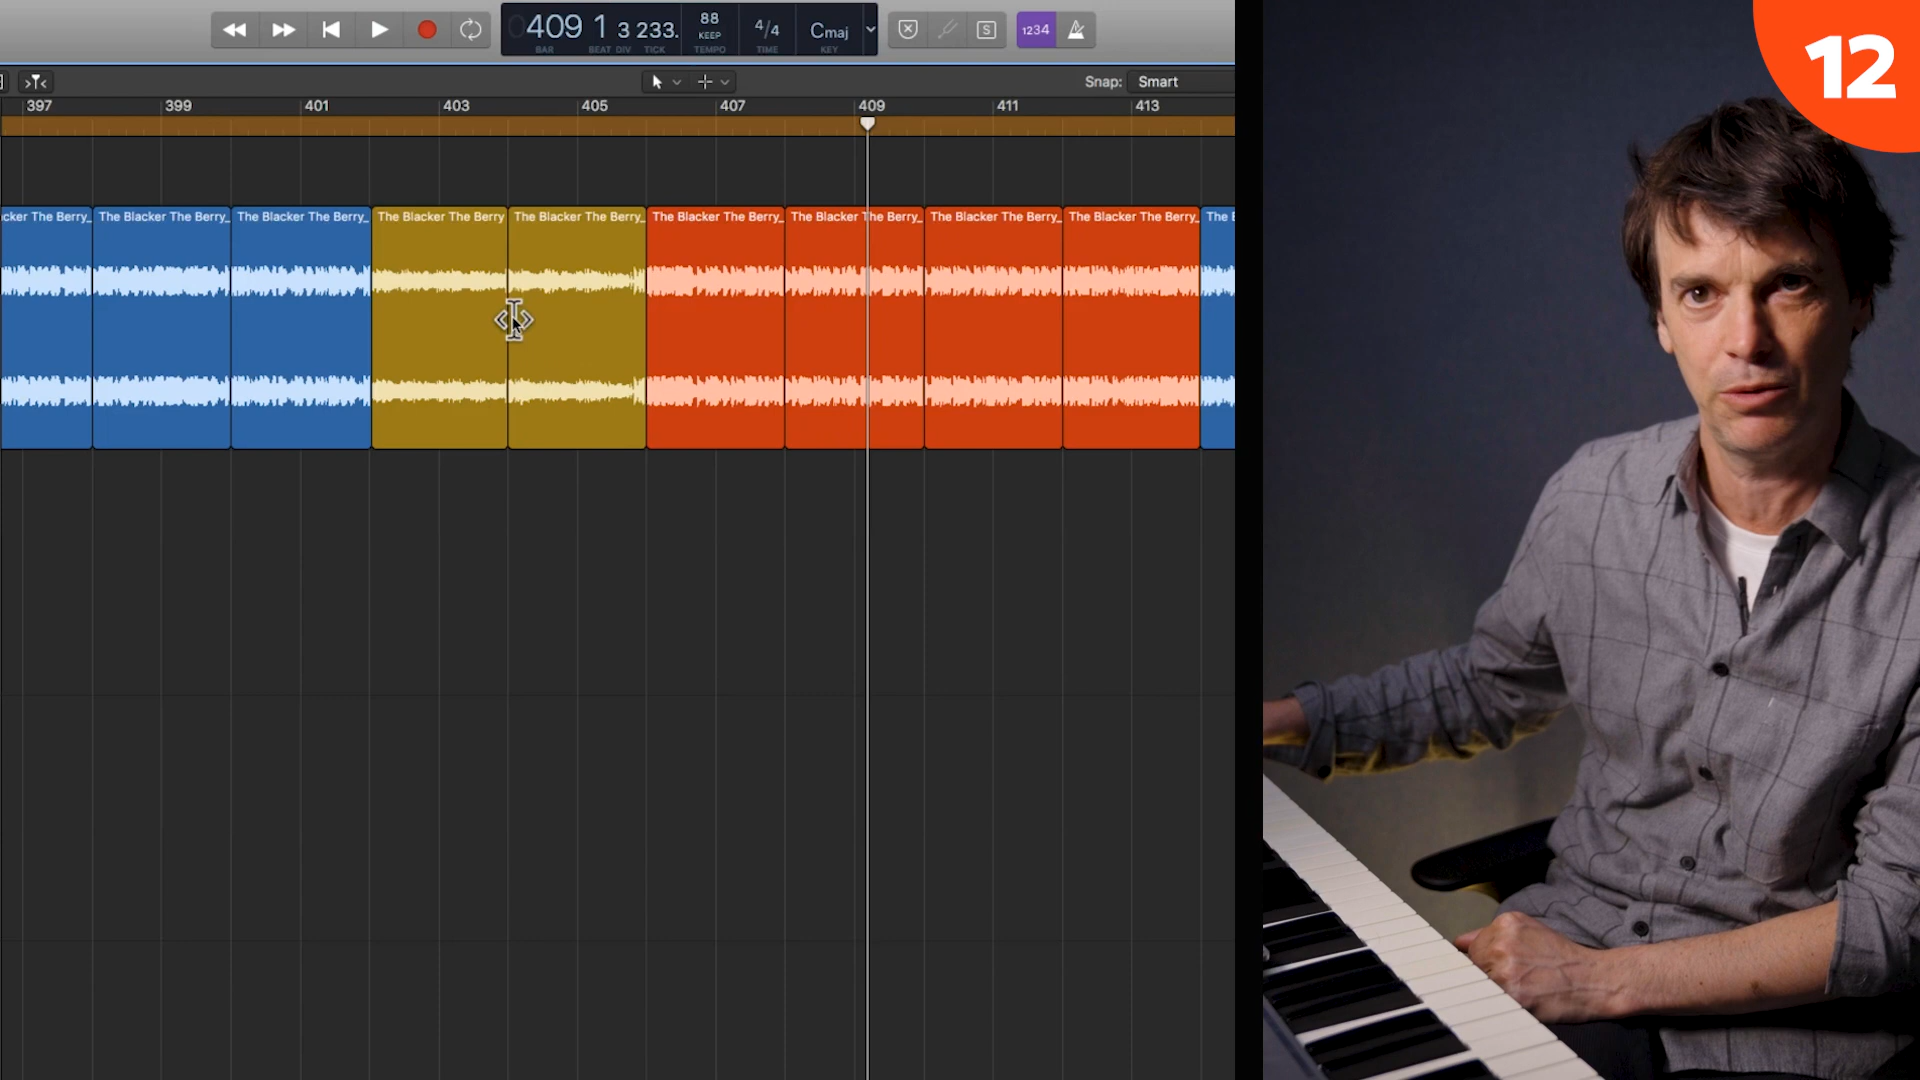 409 1 3 233. 88 4/4 Cmaj
KEEP
BAR BEAT DIV TICK TEMPO TIME KEY
S
1234
12
Snap: Smart
397 399 401 403 405 407 409 411 413
cker The Berry_ The Blacker The Berry_ The Blacker The Berry_ The Blacker The Berry The Blacker The Berry_ The Blacker The Berry_ The Blacker The Berry_ The Blacker The Berry_ The Blacker The Berry_ The